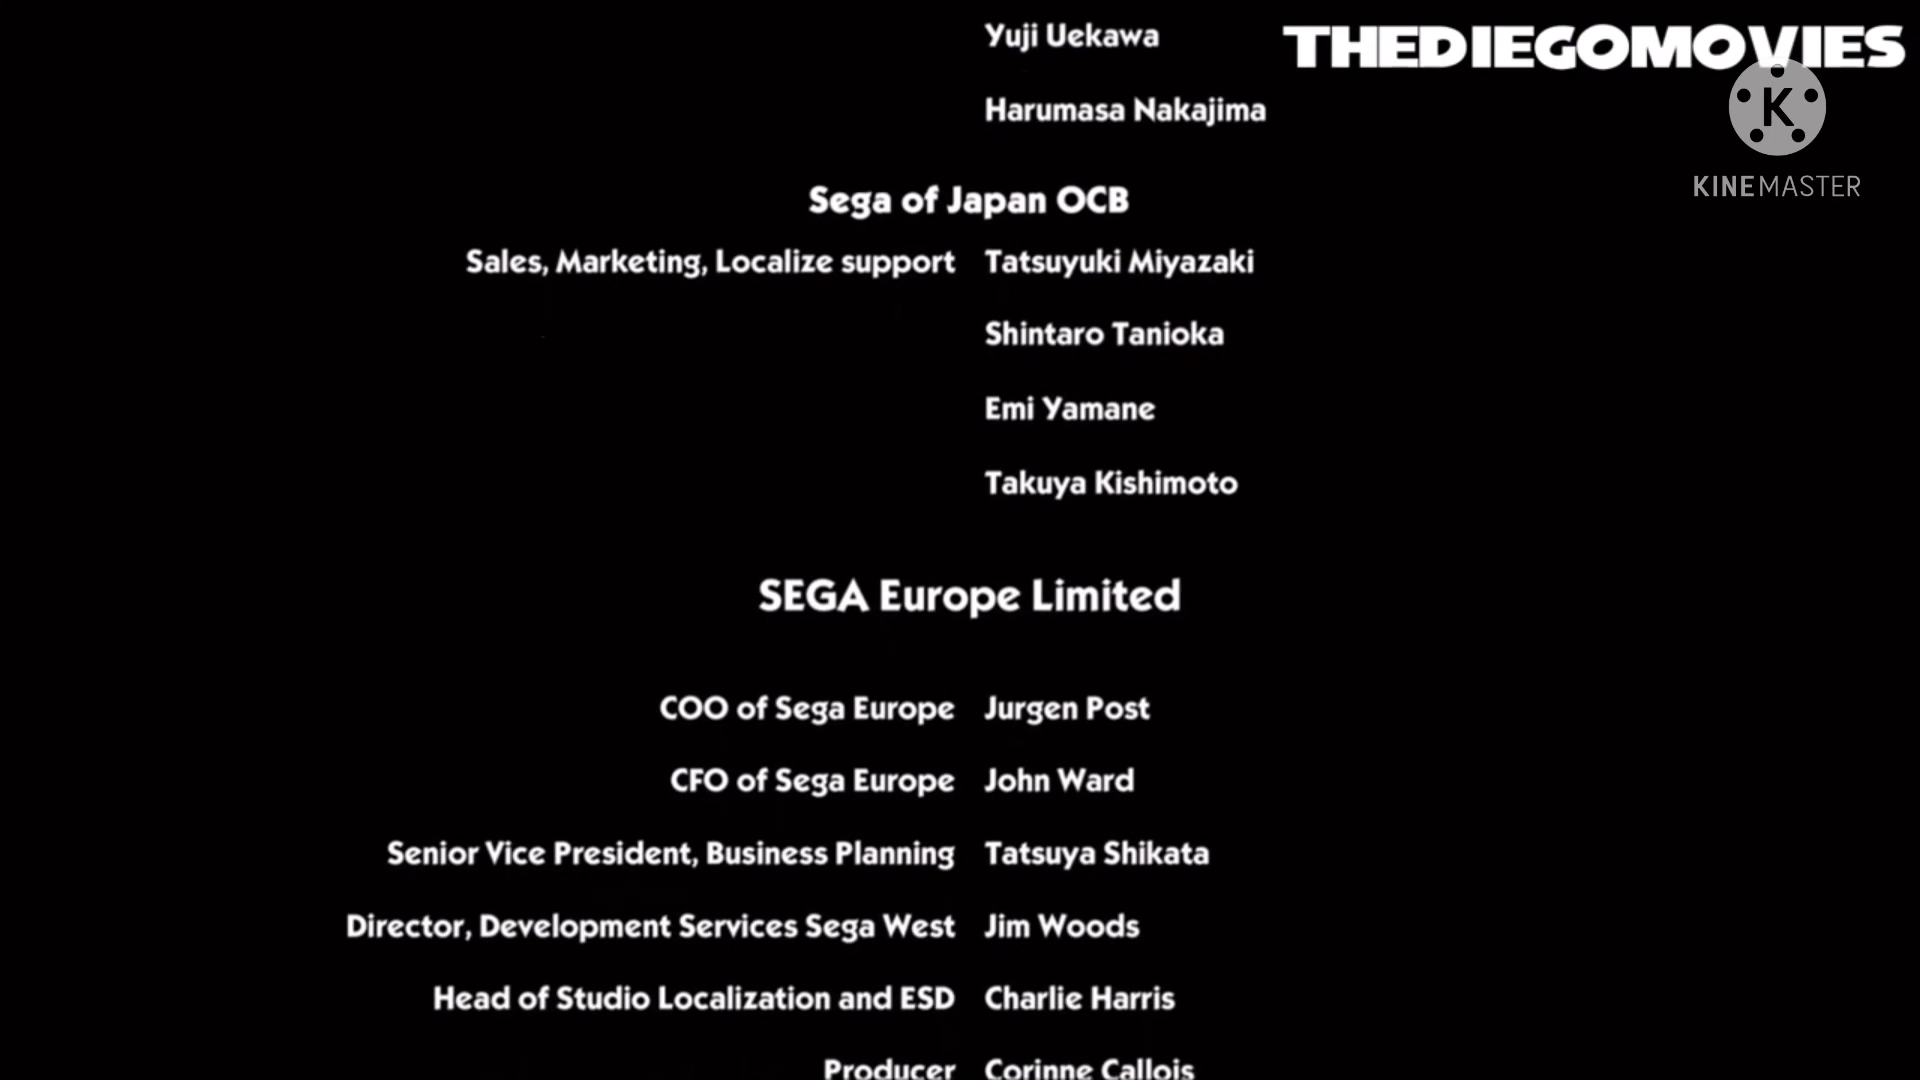 Yuji Uekawa
THEDIEGOMOVIES
Harumasa Nakajima
K
KINEMASTER
Sega of Japan OCB
Sales, Marketing, Localize support Tatsuyuki Miyazaki
Shintaro Tanioka
Emi Yamane
Takuya Kishimoto
SEGA Europe Limited
COO of Sega Europe Jurgen Post
CFO of Sega Europe John Ward
Senior Vice President, Business Planning Tatsuya Shikata
Director, Development Services Sega West Jim Woods
Head of Studio Localization and ESD Charlie Harris
Producer Corinne Callois